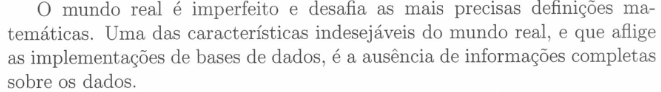 O mundo real é imperfeito e desafia as mais precisas definições ma-
temáticas. Uma das características indesejáveis do mundo real, e que aflige
as implementações de bases de dados, é a ausência de informações completas
sobre os dados.